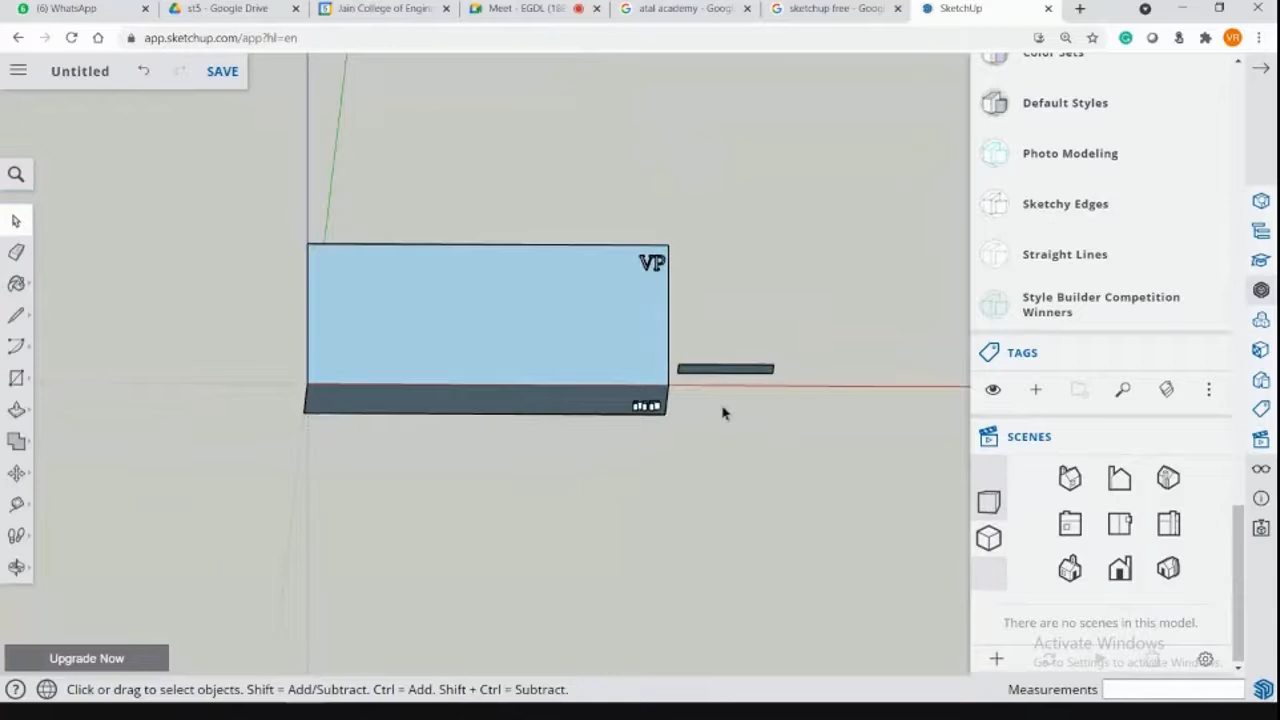 WhatsApp
st5 - Google Drive
Jain College of Engin
Meet - EGDL (18E
atal academy - Goog
sketchup free - Goog
SketchUp
app.sketchup.com/app?hl=en
VR
Untitled
SAVE
Color Sets
Default Styles
Photo Modeling
Sketchy Edges
Straight Lines
Style Builder Competition
Winners
VP
TAGS
SCENES
There are no scenes in this model.
Activate Windows
Go to Settings to activate Windows.
Upgrade Now
Click or drag to select objects. Shift = Add/Subtract. Ctrl = Add. Shift + Ctrl = Subtract.
Measurements